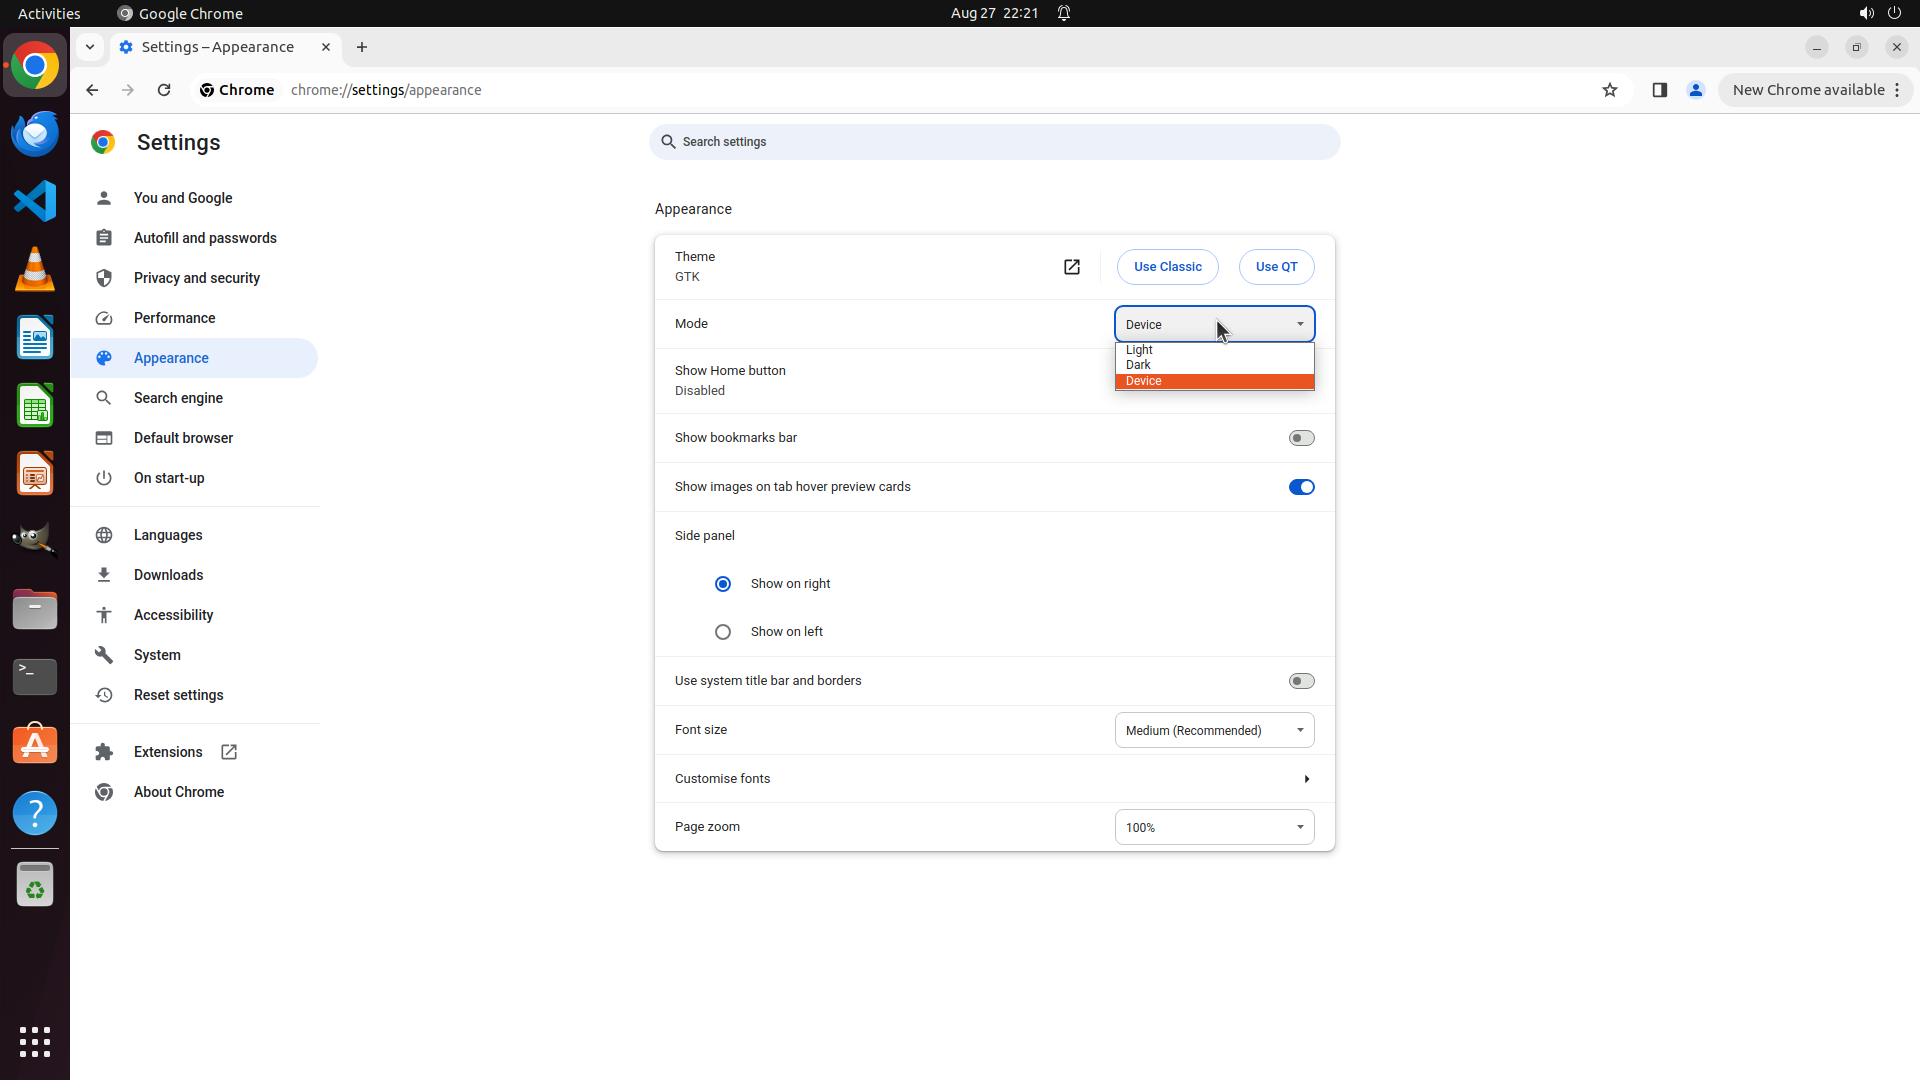 Activities
Google Chrome
Aug 27 22:21
Settings – Appearance
Chrome
chrome://settings/appearance
New Chrome available
Settings
Search settings
You and Google
Autofill and passwords
Privacy and security
Performance
Appearance
Search engine
Default browser
On start-up
Languages
Downloads
Accessibility
System
Reset settings
Extensions
About Chrome
Appearance
Theme
GTK
Use Classic
Use QT
Mode
Device
Light
Dark
Device
Show Home button
Disabled
Show bookmarks bar
Show images on tab hover preview cards
Side panel
Show on right
Show on left
Use system title bar and borders
Font size
Medium (Recommended)
Customise fonts
Page zoom
100%